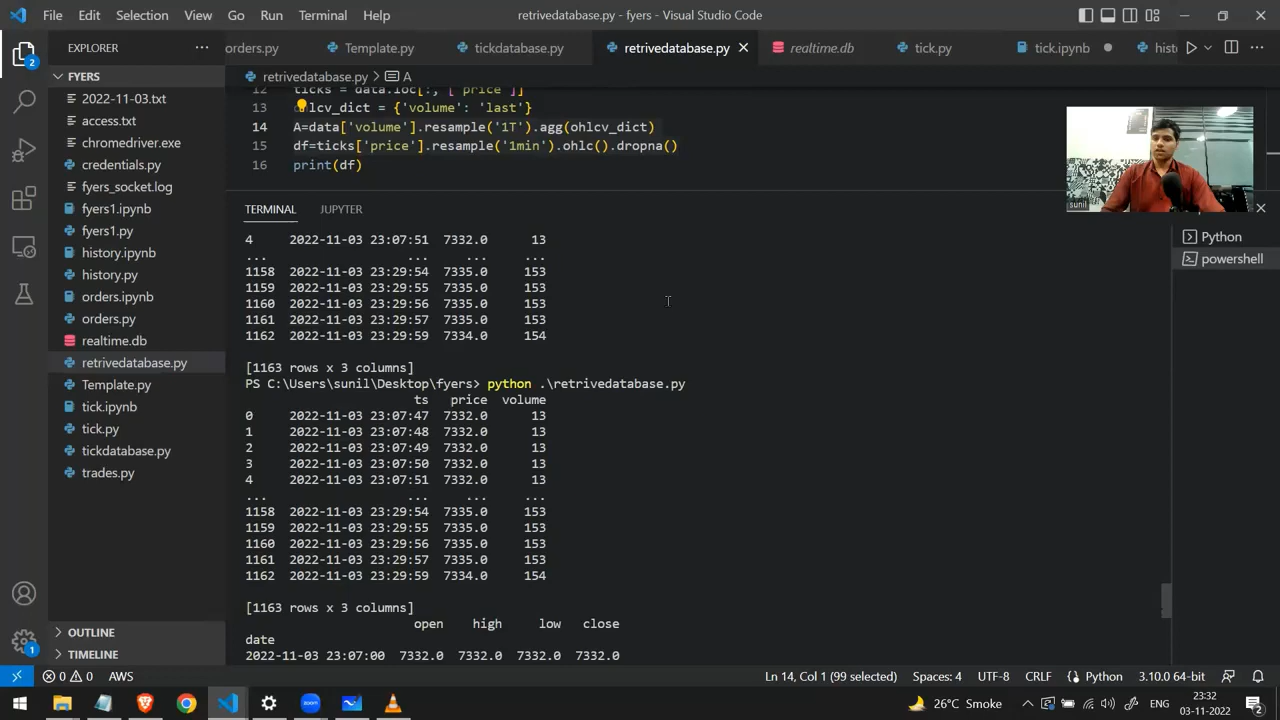 File Edit Selection View Go Run Terminal Help
retrivedatabase.py - fyers - Visual Studio Code
EXPLORER
orders.py Template.py tickdatabase.py retrivedatabase.py realtime.db tick.py tick.ipynb histo
FYERS
2022-11-03.txt
access.txt
chromedriver.exe
credentials.py
fyers_socket.log
fyers1.ipynb
fyers1.py
history.ipynb
history.py
orders.ipynb
orders.py
realtime.db
retrivedatabase.py
Template.py
tick.ipynb
tick.py
tickdatabase.py
trades.py
OUTLINE
TIMELINE
2
1
retrivedatabase.py > A
12 ticks = data.loc[:, ['price']]
13 lcv_dict = {'volume': 'last'}
14 A=data['volume'].resample('1T').agg(ohlcv_dict)
15 df=ticks['price'].resample('1min').ohlc().dropna()
16 print(df)
sunil
TERMINAL JUPYTER
Python
powershell
4 2022-11-03 23:07:51 7332.0 13
... ... ... ...
1158 2022-11-03 23:29:54 7335.0 153
1159 2022-11-03 23:29:55 7335.0 153
1160 2022-11-03 23:29:56 7335.0 153
1161 2022-11-03 23:29:57 7335.0 153
1162 2022-11-03 23:29:59 7334.0 154
[1163 rows x 3 columns]
PS C:\Users\sunil\Desktop\fyers> python .\retrivedatabase.py
ts price volume
0 2022-11-03 23:07:47 7332.0 13
1 2022-11-03 23:07:48 7332.0 13
2 2022-11-03 23:07:49 7332.0 13
3 2022-11-03 23:07:50 7332.0 13
4 2022-11-03 23:07:51 7332.0 13
... ... ... ...
1158 2022-11-03 23:29:54 7335.0 153
1159 2022-11-03 23:29:55 7335.0 153
1160 2022-11-03 23:29:56 7335.0 153
1161 2022-11-03 23:29:57 7335.0 153
1162 2022-11-03 23:29:59 7334.0 154
[1163 rows x 3 columns]
open high low close
date
2022-11-03 23:07:00 7332.0 7332.0 7332.0 7332.0
0 0 AWS
Ln 14, Col 1 (99 selected) Spaces: 4 UTF-8 CRLF Python 3.10.0 64-bit
26°C Smoke ENG 23:32
03-11-2022 2